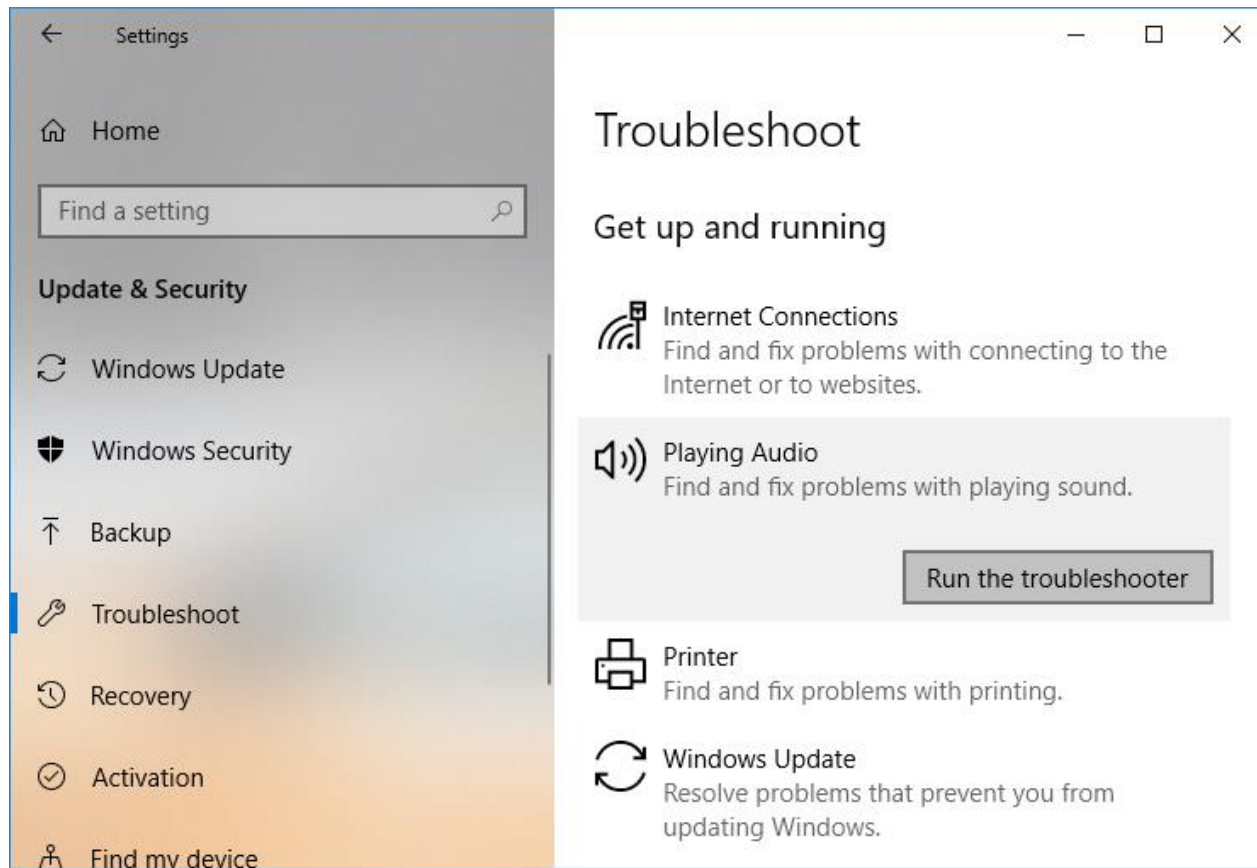 Settings
Home
Find a setting
Update & Security
Windows Update
Windows Security
Backup
Troubleshoot
Recovery
Activation
Find my device
Troubleshoot
Get up and running
Internet Connections
Find and fix problems with connecting to the
Internet or to websites.
Playing Audio
Find and fix problems with playing sound.
Run the troubleshooter
Printer
Find and fix problems with printing.
Windows Update
Resolve problems that prevent you from
updating Windows.